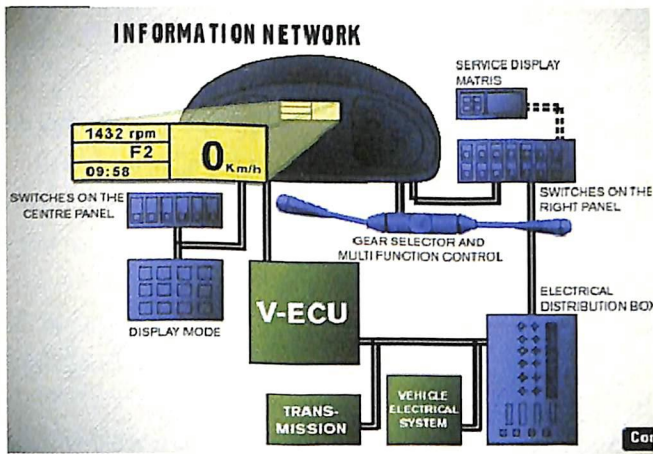 INFORMATION NETWORK
SERVICE DISPLAY
MATRIS
1432 rpm
F2
09:58
0 Km/h
SWITCHES ON THE
CENTRE PANEL
SWITCHES ON THE
RIGHT PANEL
GEAR SELECTOR AND
MULTI FUNCTION CONTROL
DISPLAY MODE
V-ECU
ELECTRICAL
DISTRIBUTION BOX
TRANS-
MISSION
VEHICLE
ELECTRICAL
SYSTEM